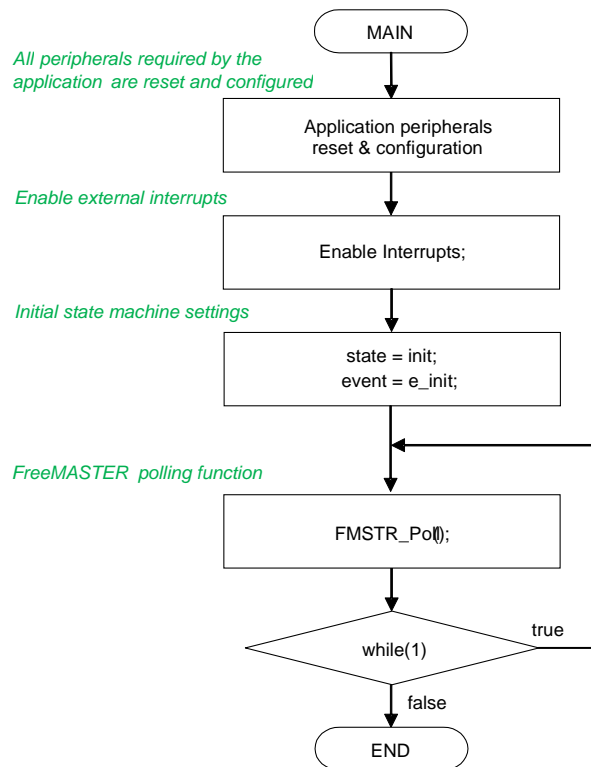 MAIN
All peripherals required by the
application are reset and configured
Application peripherals
reset & configuration
Enable external interrupts
Enable Interrupts;
Initial state machine settings
state = init;
event = e_init;
FreeMASTER polling function
FMSTR_Poll();
while(1)
true
false
END